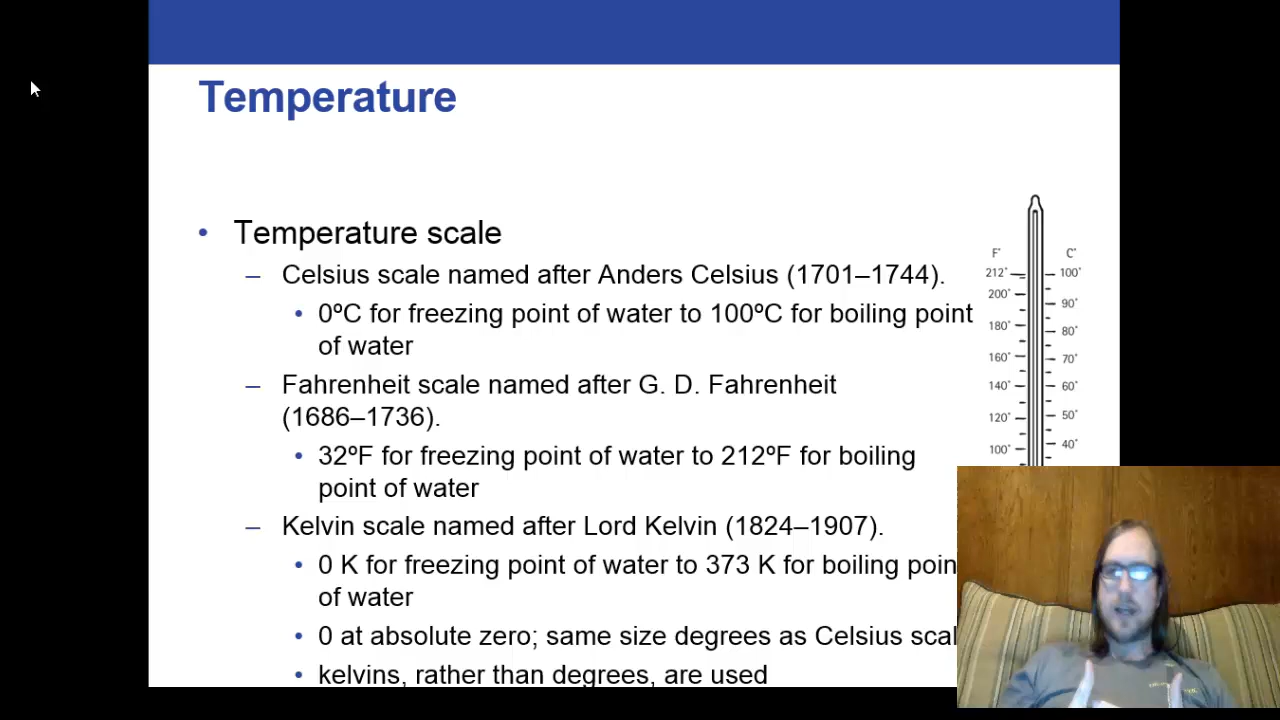 Temperature
• Temperature scale
– Celsius scale named after Anders Celsius (1701–1744).
• 0ºC for freezing point of water to 100ºC for boiling point
of water
– Fahrenheit scale named after G. D. Fahrenheit
(1686–1736).
• 32ºF for freezing point of water to 212ºF for boiling
point of water
– Kelvin scale named after Lord Kelvin (1824–1907).
• 0 K for freezing point of water to 373 K for boiling poin
of water
• 0 at absolute zero; same size degrees as Celsius scal
• kelvins, rather than degrees, are used
F° C°
212° 100°
200° 90°
180° 80°
160° 70°
140° 60°
120° 50°
100° 40°